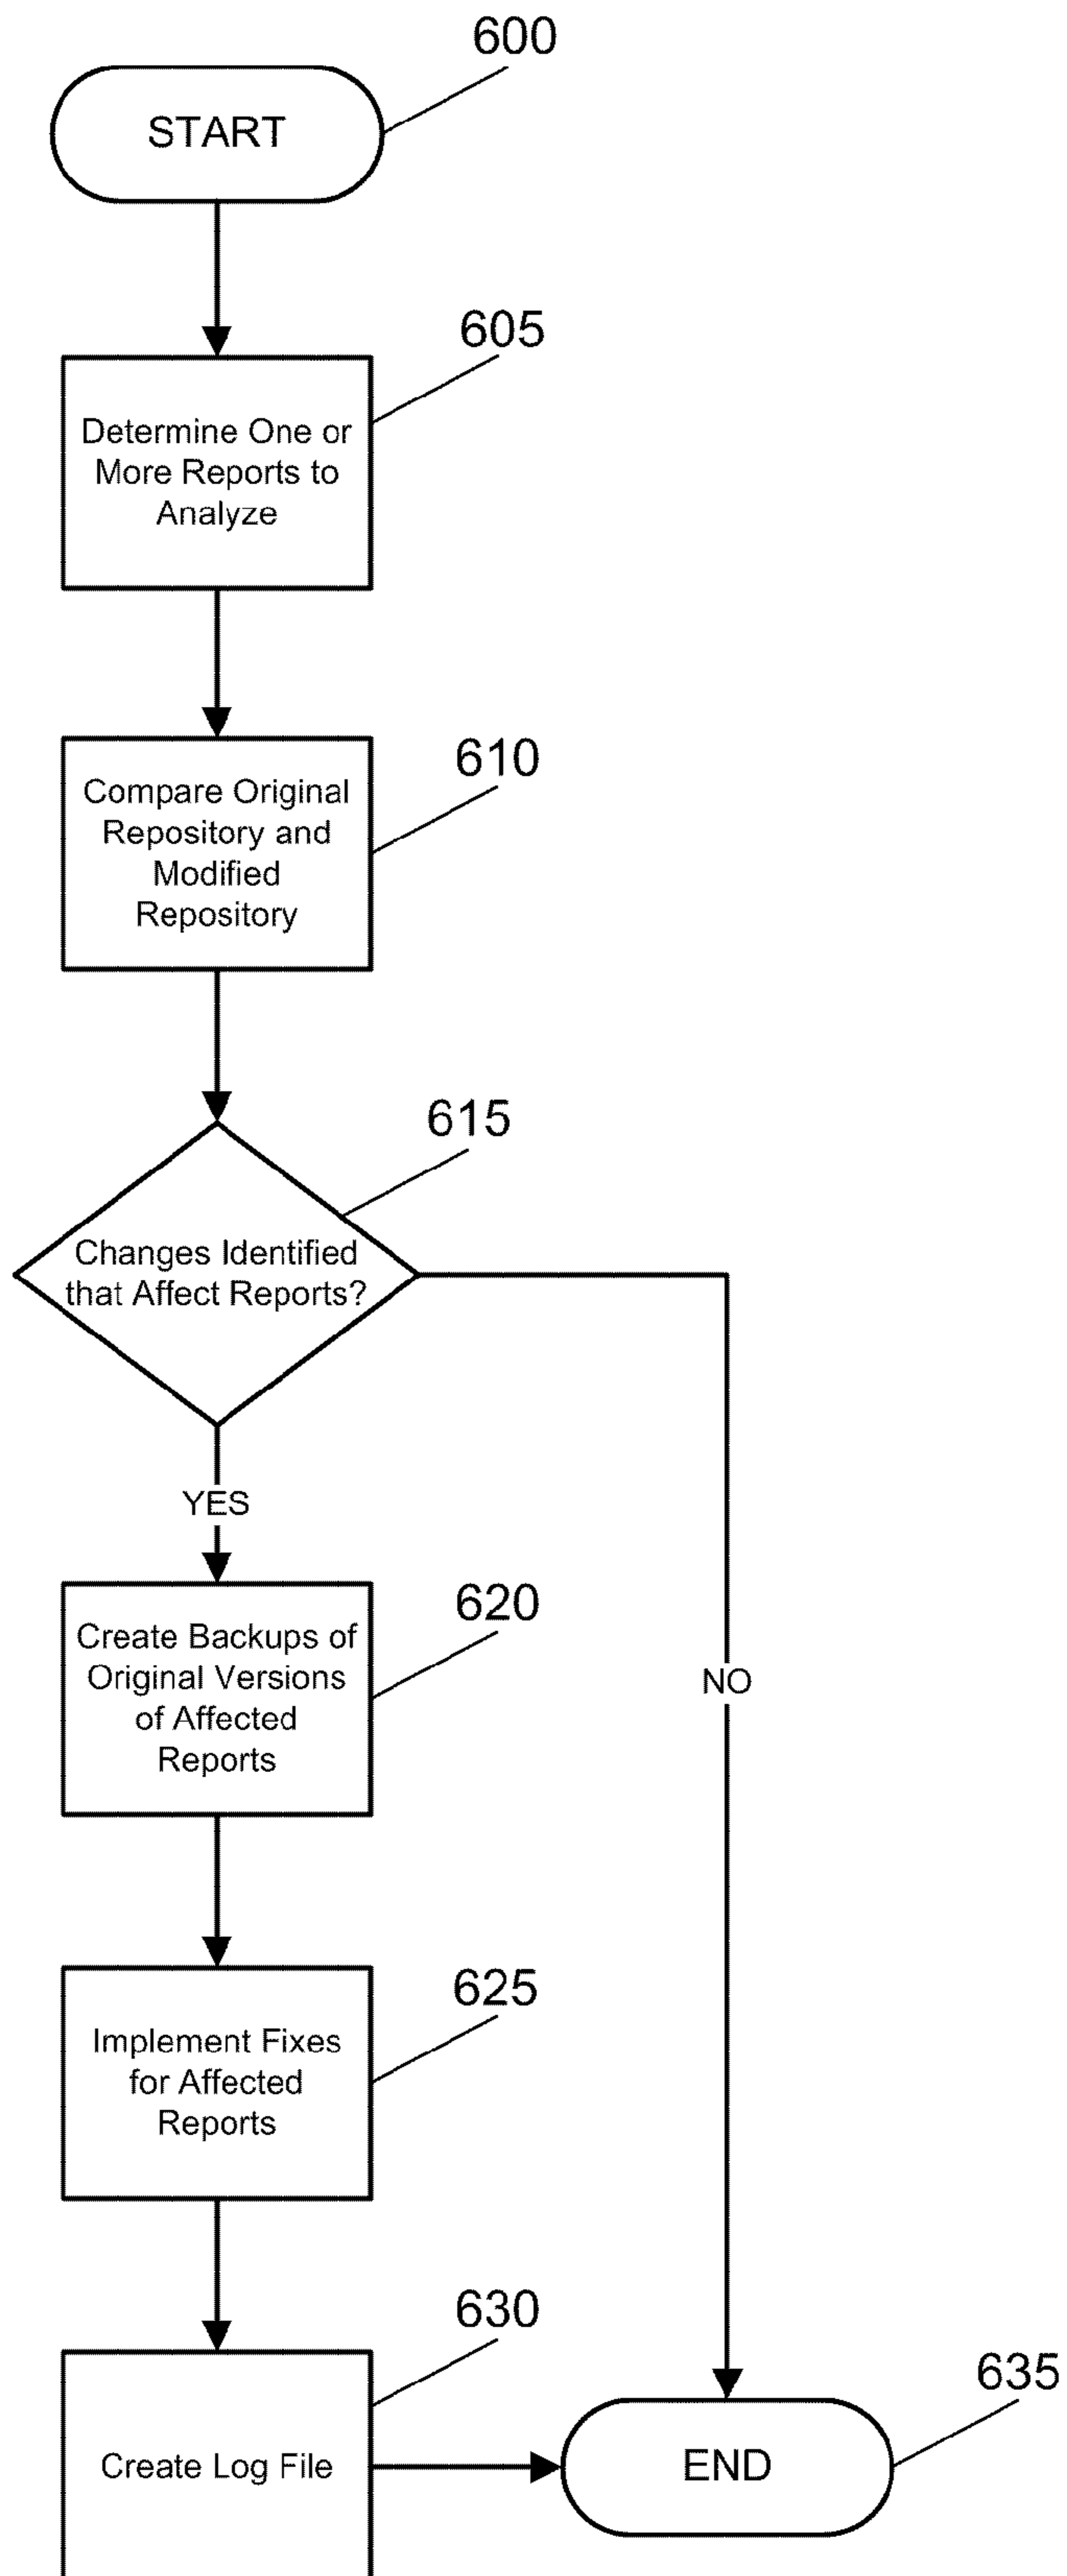 600
START
605
Determine One or
More Reports to
Analyze
610
Compare Original
Repository and
Modified
Repository
615
Changes Identified
that Affect Reports?
YES
620
Create Backups of
Original Versions
of Affected
Reports
NO
625
Implement Fixes
for Affected
Reports
630
Create Log File
635
END